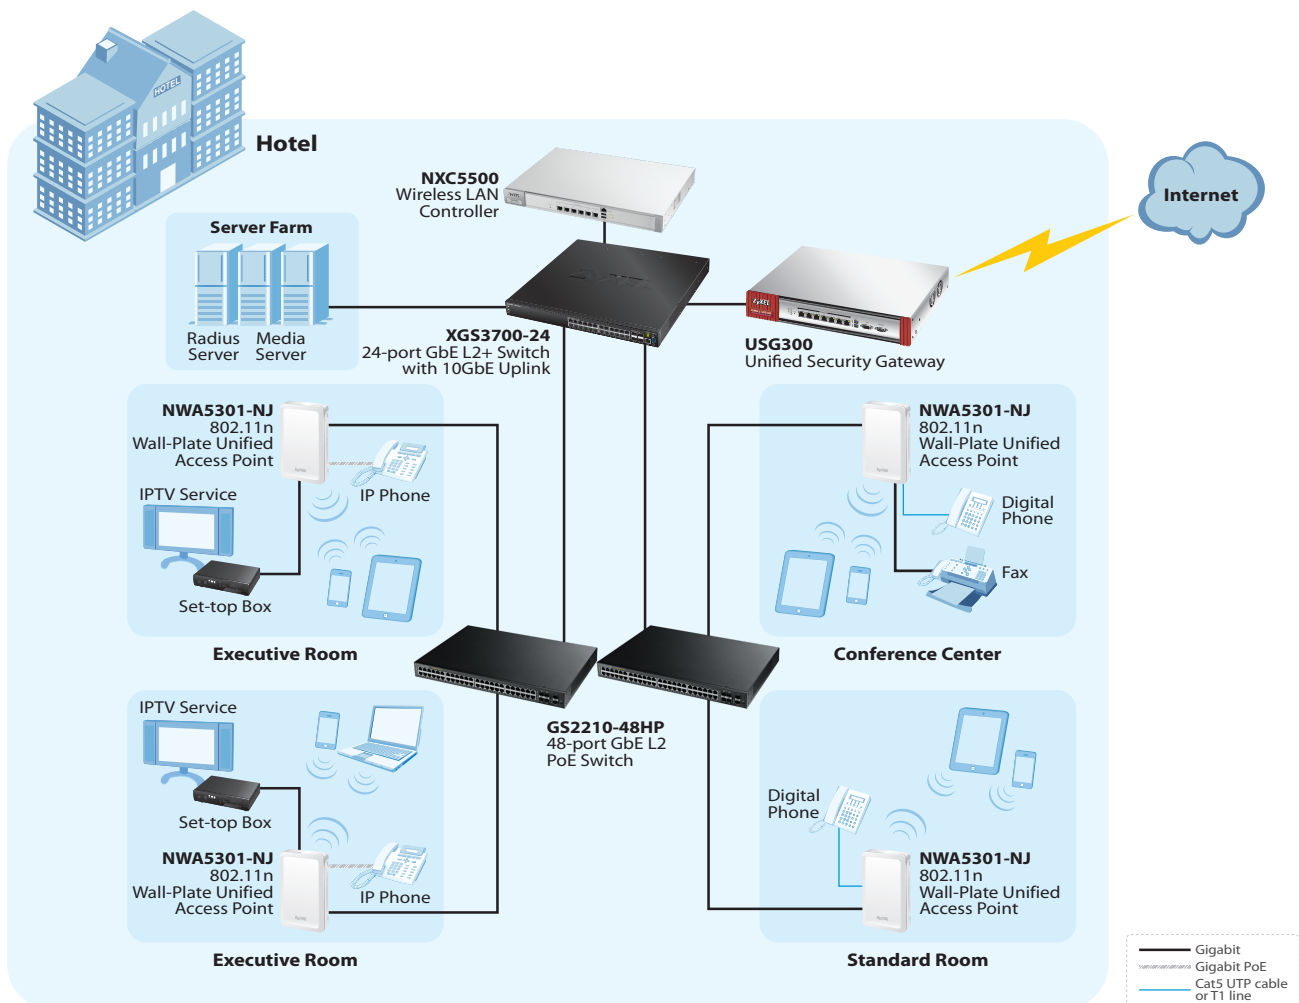 HOTEL
Hotel
NXC5500
Wireless LAN
Controller
Internet
Server Farm
Radius
Server
Media
Server
ZyXEL
ZyXEL
XGS3700-24
24-port GbE L2+ Switch
with 10GbE Uplink
USG300
Unified Security Gateway
NWA5301-NJ
802.11n
Wall-Plate Unified
Access Point
ZyXEL
IP Phone
IPTV Service
Set-top Box
Executive Room
NWA5301-NJ
802.11n
Wall-Plate Unified
Access Point
ZyXEL
Digital
Phone
Fax
Conference Center
GS2210-48HP
48-port GbE L2
PoE Switch
IPTV Service
Set-top Box
NWA5301-NJ
802.11n
Wall-Plate Unified
Access Point
ZyXEL
IP Phone
Executive Room
Digital
Phone
NWA5301-NJ
802.11n
Wall-Plate Unified
Access Point
ZyXEL
Standard Room
Gigabit
Gigabit PoE
Cat5 UTP cable
or T1 line